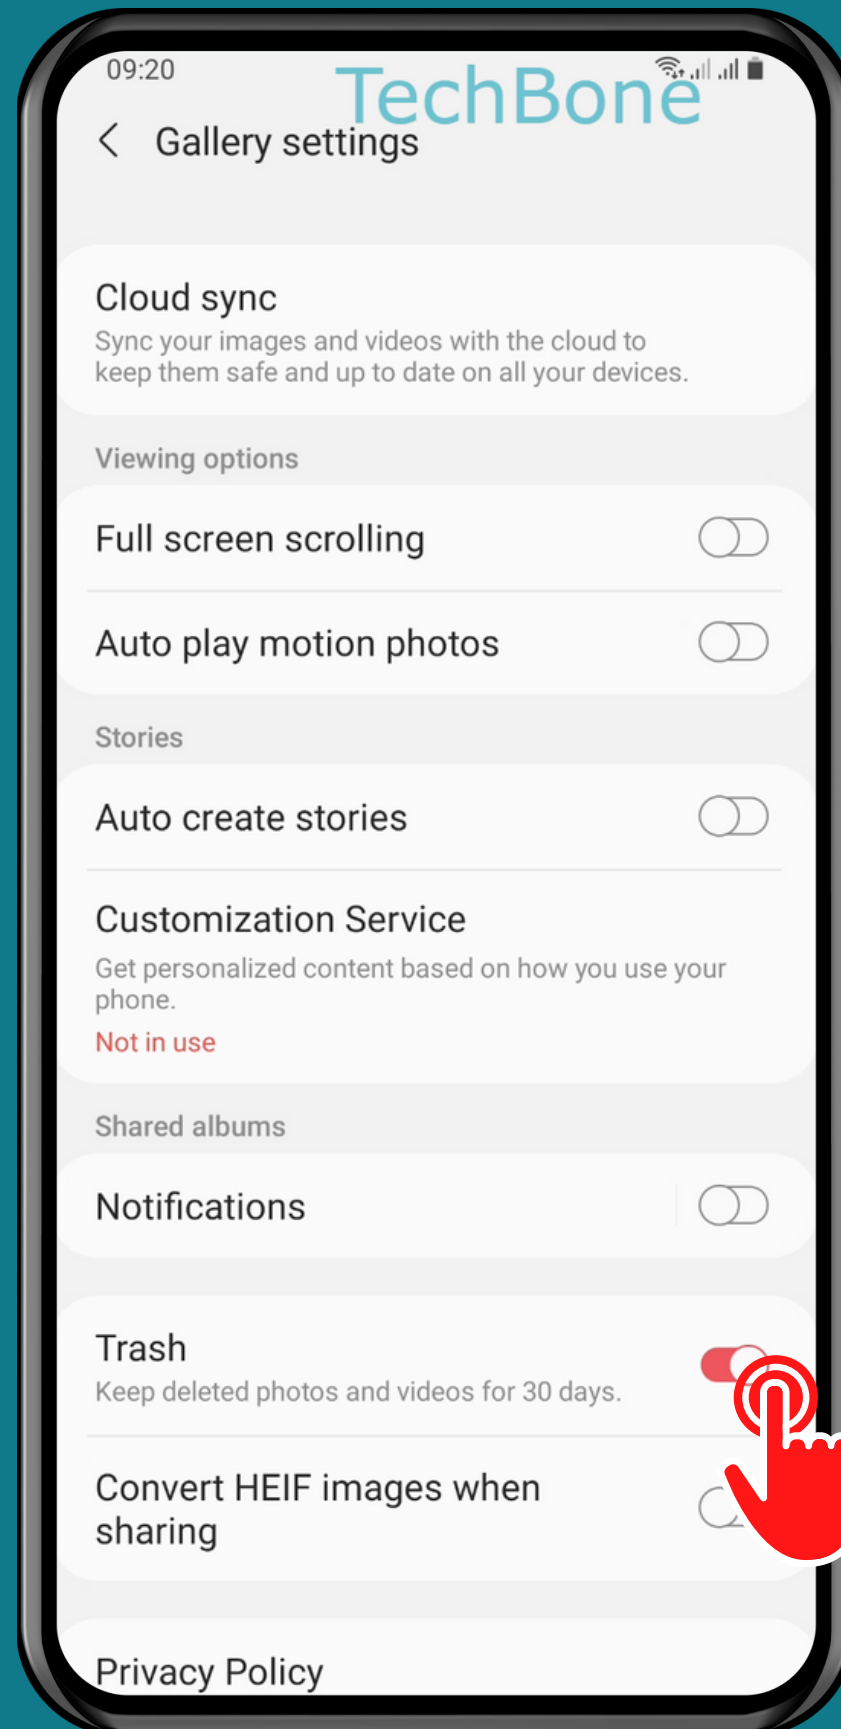 09:20
TechBone
Gallery settings
Cloud sync
Sync your images and videos with the cloud to
keep them safe and up to date on all your devices.
Viewing options
Full screen scrolling
Auto play motion photos
Stories
Auto create stories
Customization Service
Get personalized content based on how you use your
phone.
Not in use
Shared albums
Notifications
Trash
Keep deleted photos and videos for 30 days.
Convert HEIF images when
sharing
Privacy Policy